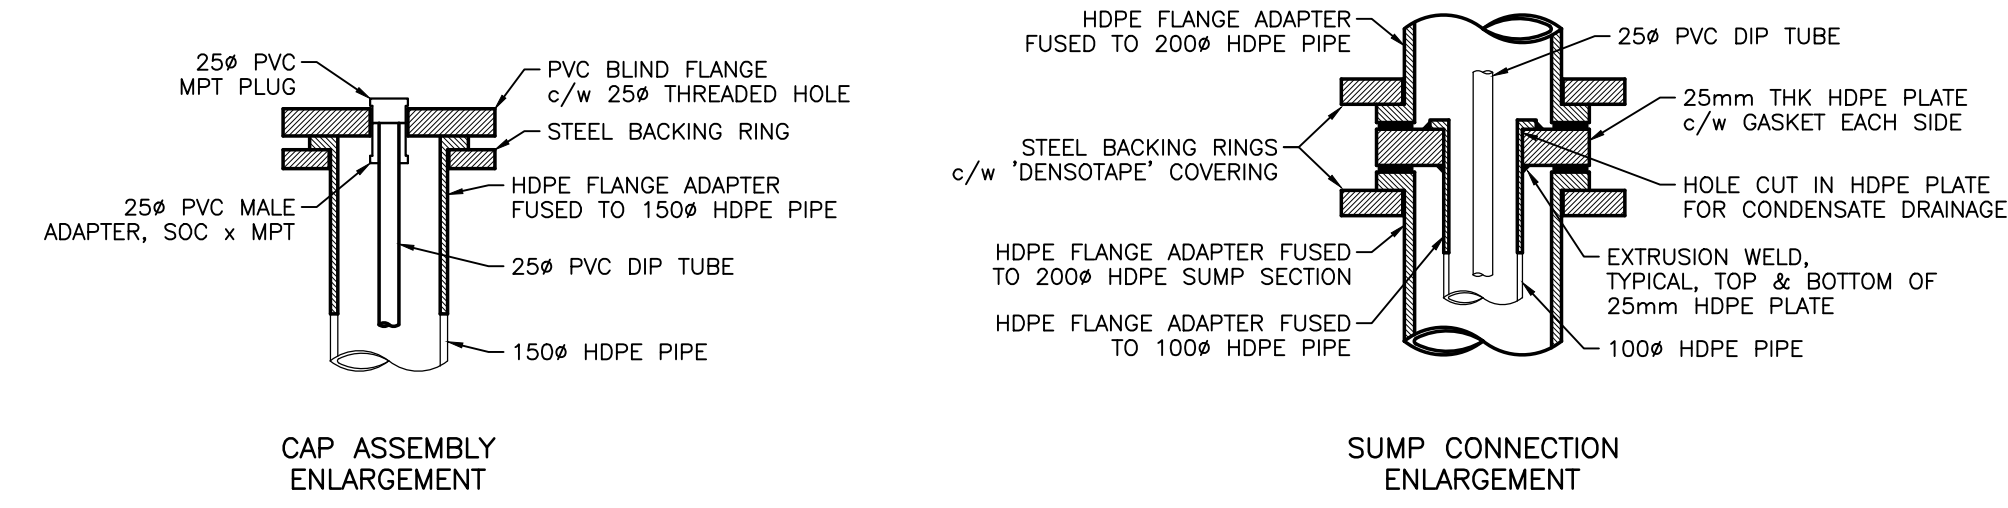 25ø PVC
MPT PLUG
PVC BLIND FLANGE
c/w 25ø THREADED HOLE
STEEL BACKING RING
HDPE FLANGE ADAPTER
FUSED TO 150ø HDPE PIPE
25ø PVC MALE
ADAPTER, SOC x MPT
25ø PVC DIP TUBE
150ø HDPE PIPE
CAP ASSEMBLY
ENLARGEMENT
HDPE FLANGE ADAPTER
FUSED TO 200ø HDPE PIPE
25ø PVC DIP TUBE
25mm THK HDPE PLATE
c/w GASKET EACH SIDE
STEEL BACKING RINGS
c/w 'DENSOTAPE' COVERING
HOLE CUT IN HDPE PLATE
FOR CONDENSATE DRAINAGE
HDPE FLANGE ADAPTER FUSED
TO 200ø HDPE SUMP SECTION
EXTRUSION WELD,
TYPICAL, TOP & BOTTOM OF
25mm HDPE PLATE
HDPE FLANGE ADAPTER FUSED
TO 100ø HDPE PIPE
100ø HDPE PIPE
SUMP CONNECTION
ENLARGEMENT